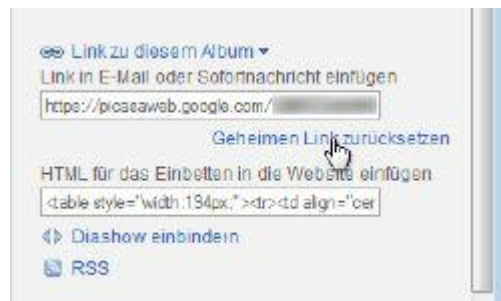 Link zu diesem Album
Link in E-Mail oder Sofortnachricht einfügen
https://picasaweb.google.com/
Geheimen Link zurücksetzen
HTML für das Einbetten in die Website einfügen
<table style="width:194px;"><tr><td align="cer
Diashow einbinden
RSS